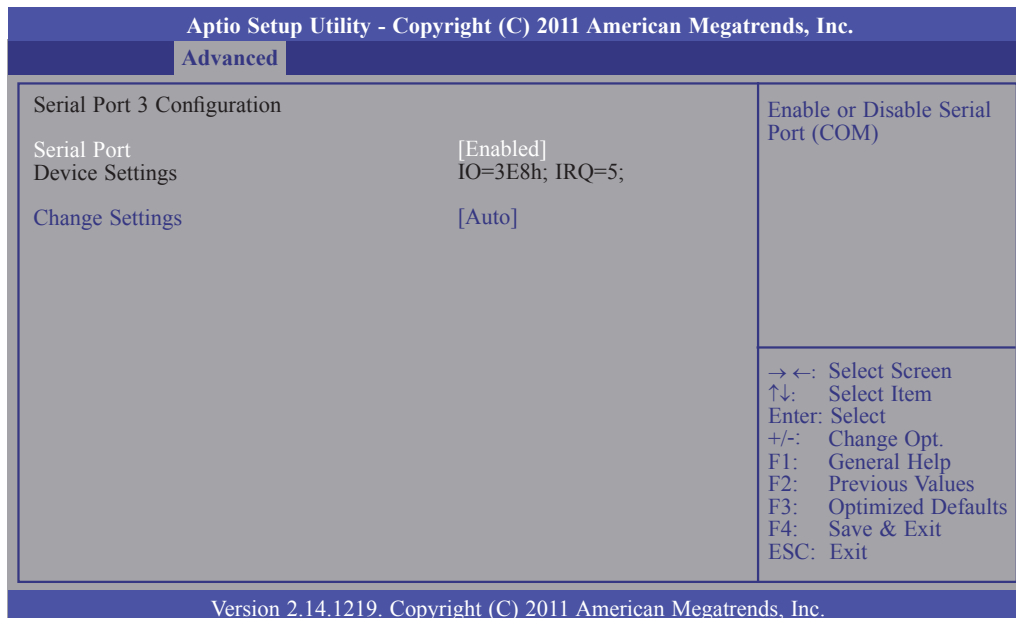 Aptio Setup Utility - Copyright (C) 2011 American Megatrends, Inc.
Advanced
Serial Port 3 Configuration
Serial Port [Enabled]
Device Settings IO=3E8h; IRQ=5;
Change Settings [Auto]
Enable or Disable Serial
Port (COM)
→ ←: Select Screen
↑↓: Select Item
Enter: Select
+/-: Change Opt.
F1: General Help
F2: Previous Values
F3: Optimized Defaults
F4: Save & Exit
ESC: Exit
Version 2.14.1219. Copyright (C) 2011 American Megatrends, Inc.